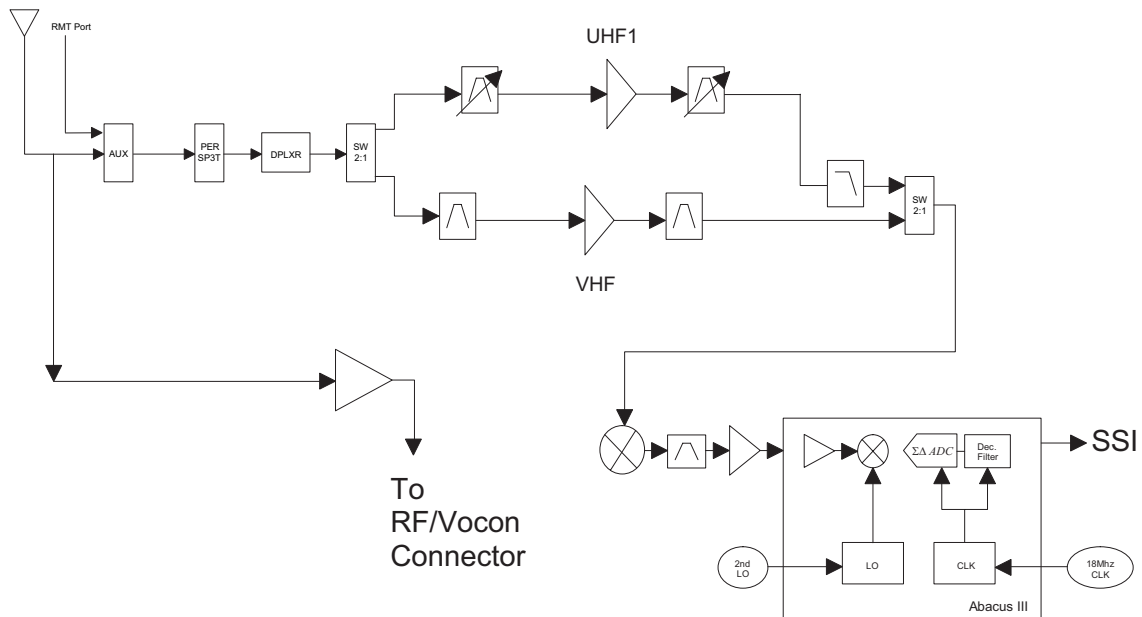 RMT Port
UHF1
AUX
PER
SP3T
DPLXR
SW
2:1
SW
2:1
VHF
To
RF/Vocon
Connector
ΣΔ ADC
Dec.
Filter
SSI
2nd
LO
LO
CLK
18Mhz
CLK
Abacus III